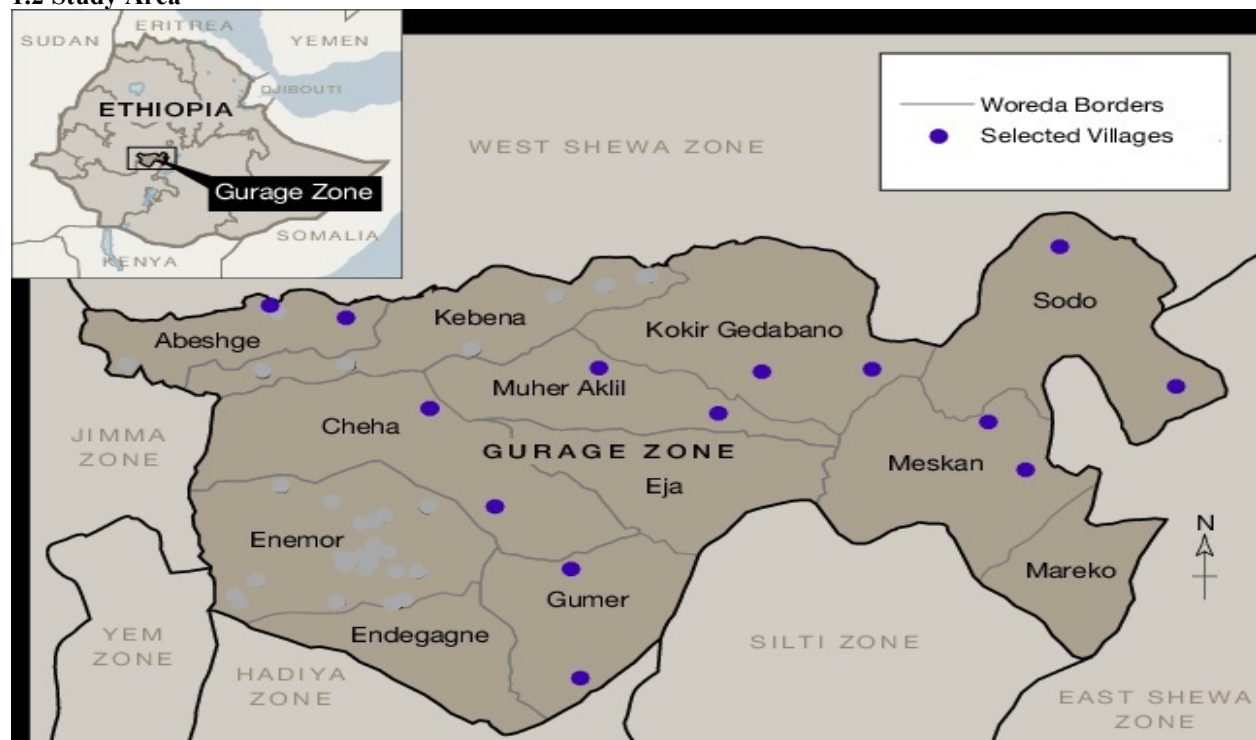 1.2 Study Area
SUDAN
ERITREA
YEMEN
DJIBOUTI
ETHIOPIA
Gurage Zone
SOMALIA
KENYA
Woreda Borders
Selected Villages
WEST SHEWA ZONE
Sodo
Kebena
Kokir Gedabano
Abeshge
Muher Aklil
Cheha
JIMMA
ZONE
GURAGE ZONE
Meskan
Eja
Enemor
N
Mareko
Gumer
Endegagne
YEM
ZONE
SILTI ZONE
HADIYA
ZONE
EAST SHEWA
ZONE